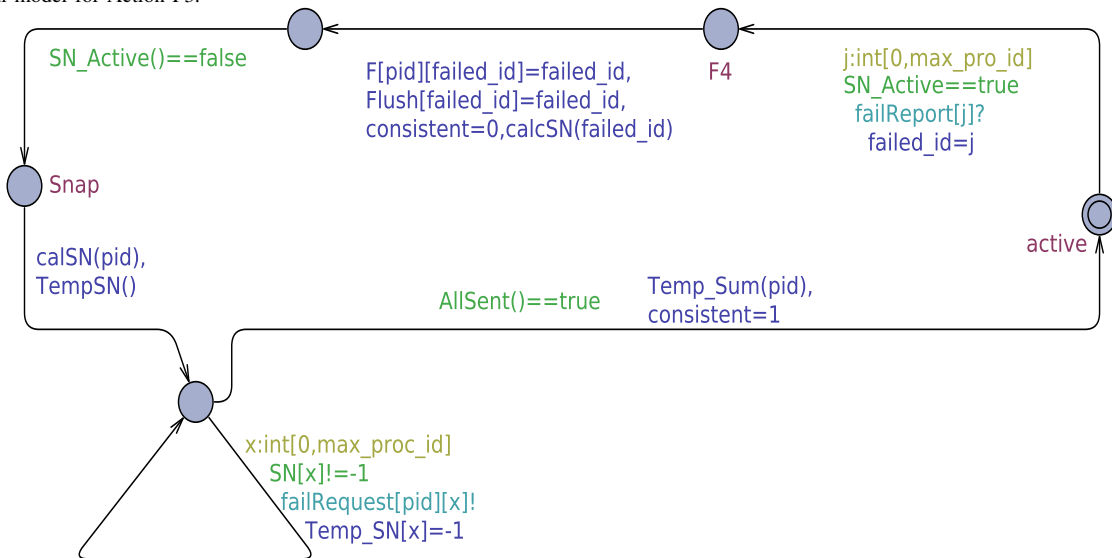 model for Action F5.
SN_Active()==false
F[pid][failed_id]=failed_id,
Flush[failed_id]=failed_id,
consistent=0,calcSN(failed_id)
F4
j:int[0,max_pro_id]
SN_Active==true
failReport[j]?
failed_id=j
Snap
active
calSN(pid),
TempSN()
AllSent()==true
Temp_Sum(pid),
consistent=1
x:int[0,max_proc_id]
SN[x]!=-1
failRequest[pid][x]!
Temp_SN[x]=-1